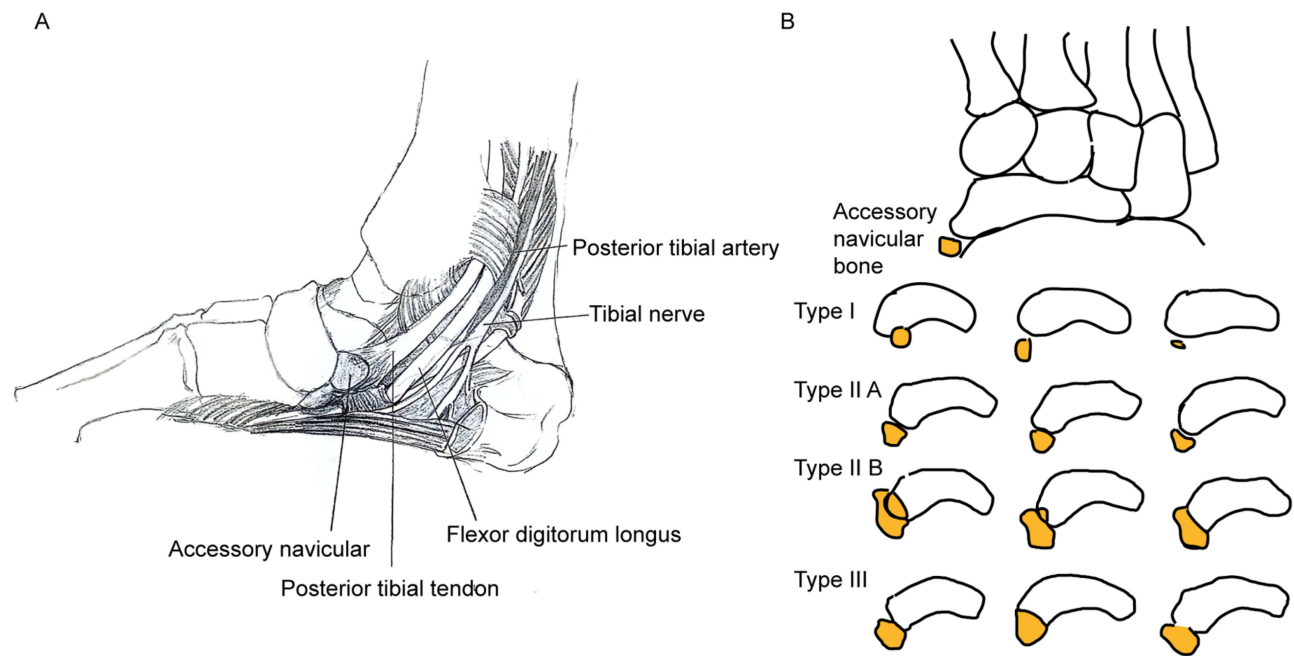 A
Posterior tibial artery
Tibial nerve
Flexor digitorum longus
Accessory navicular
Posterior tibial tendon
B
Accessory
navicular
bone
Type I
Type II A
Type II B
Type III